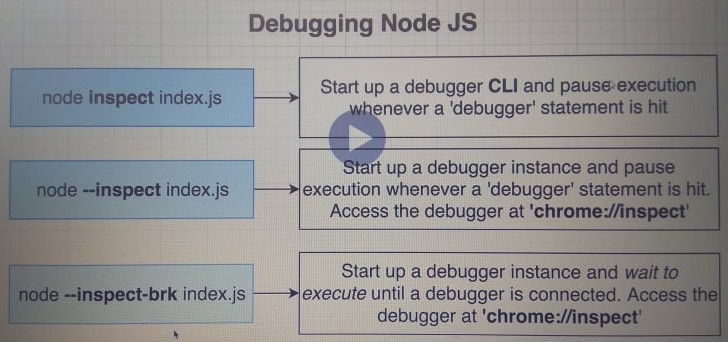 Debugging Node JS
node inspect index.js
Start up a debugger CLI and pause execution
whenever a 'debugger' statement is hit
node --inspect index.js
Start up a debugger instance and pause
execution whenever a 'debugger' statement is hit.
Access the debugger at 'chrome://inspect'
node --inspect-brk index.js
Start up a debugger instance and wait to
execute until a debugger is connected. Access the
debugger at 'chrome://inspect'